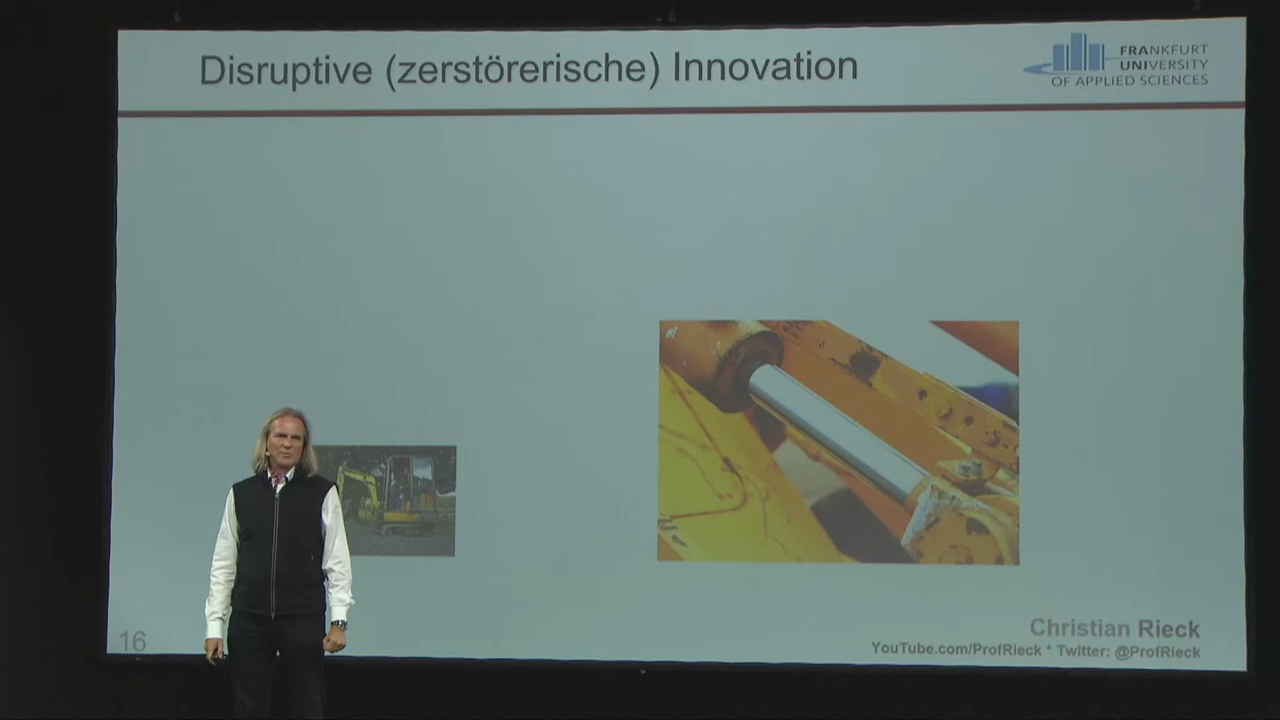 Disruptive (zerstörerische) Innovation
FRANKFURT
UNIVERSITY
OF APPLIED SCIENCES
16
Christian Rieck
YouTube.com/ProfRieck * Twitter: @ProfRieck